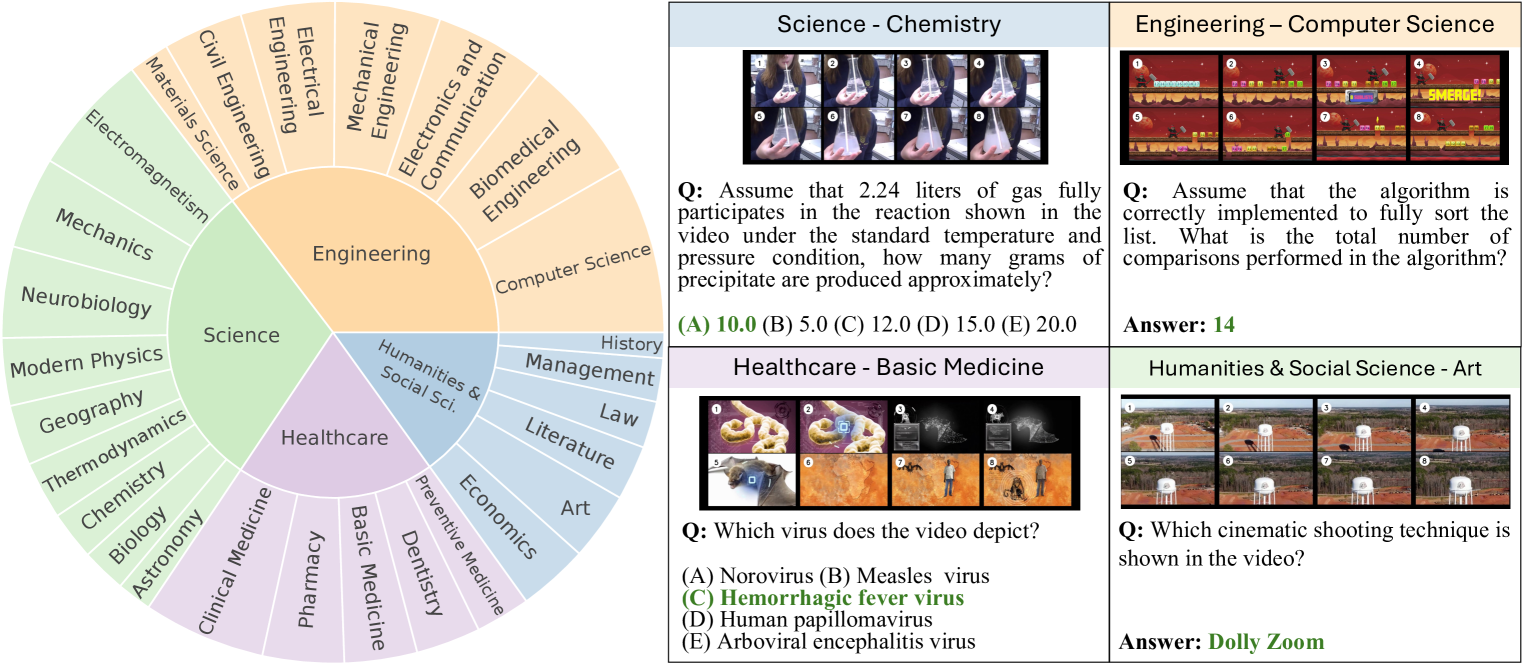 Materials Science
Civil Engineering
Electrical
Engineering
Mechanical
Engineering
Electronics and
Communication
Biomedical
Engineering
Computer Science
Engineering
Electromagnetism
Mechanics
Neurobiology
Modern Physics
Geography
Thermodynamics
Chemistry
Biology
Astronomy
Science
Humanities &
Social Sci.
History
Management
Law
Literature
Art
Economics
Healthcare
Clinical Medicine
Pharmacy
Basic Medicine
Dentistry
Preventive Medicine
Science - Chemistry
1 2 3 4
5 6 7 8
Q: Assume that 2.24 liters of gas fully
participates in the reaction shown in the
video under the standard temperature and
pressure condition, how many grams of
precipitate are produced approximately?
(A) 10.0 (B) 5.0 (C) 12.0 (D) 15.0 (E) 20.0
Engineering – Computer Science
1 2 3 4
SMERGE!
5 6 7 8
Q: Assume that the algorithm is
correctly implemented to fully sort the
list. What is the total number of
comparisons performed in the algorithm?
Answer: 14
Healthcare - Basic Medicine
1 2 3 4
5 6 7 8
Q: Which virus does the video depict?
(A) Norovirus (B) Measles virus
(C) Hemorrhagic fever virus
(D) Human papillomavirus
(E) Arboviral encephalitis virus
Humanities & Social Science - Art
1 2 3 4
5 6 7 8
Q: Which cinematic shooting technique is
shown in the video?
Answer: Dolly Zoom